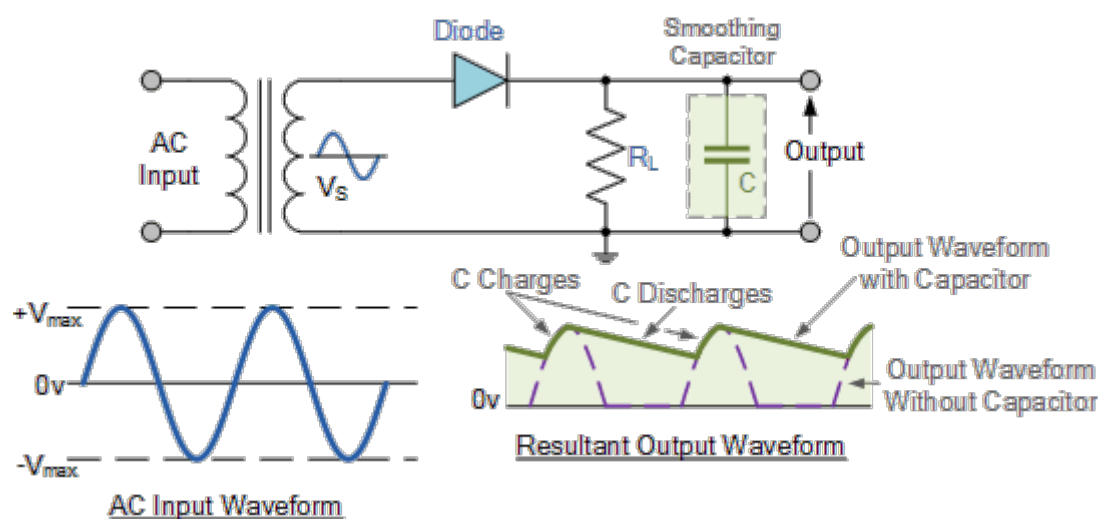 Diode
Smoothing
Capacitor
AC
Input
VS
RL
C
Output
Output Waveform
with Capacitor
C Charges
C Discharges
+Vmax
0v
-Vmax
0v
Output Waveform
Without Capacitor
Resultant Output Waveform
AC Input Waveform